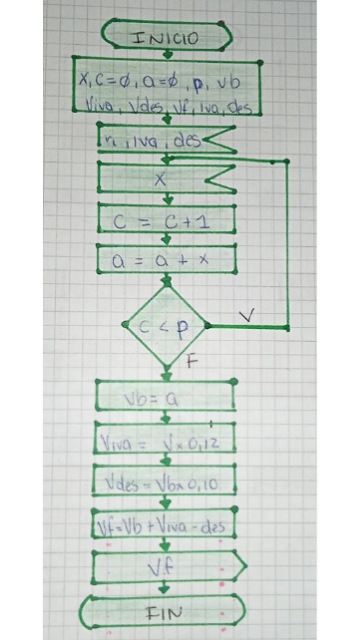 INICIO
x, c=ø, a=ø, p, vb
Viva, Vdes, Vf, iva, des
n, iva, des
x
C = C+1
a = a + x
C < p
V
F
Vb= a
Viva= V×0,12
Vdes=Vb×0,10
Vf=Vb+Viva-des
V.f
FIN